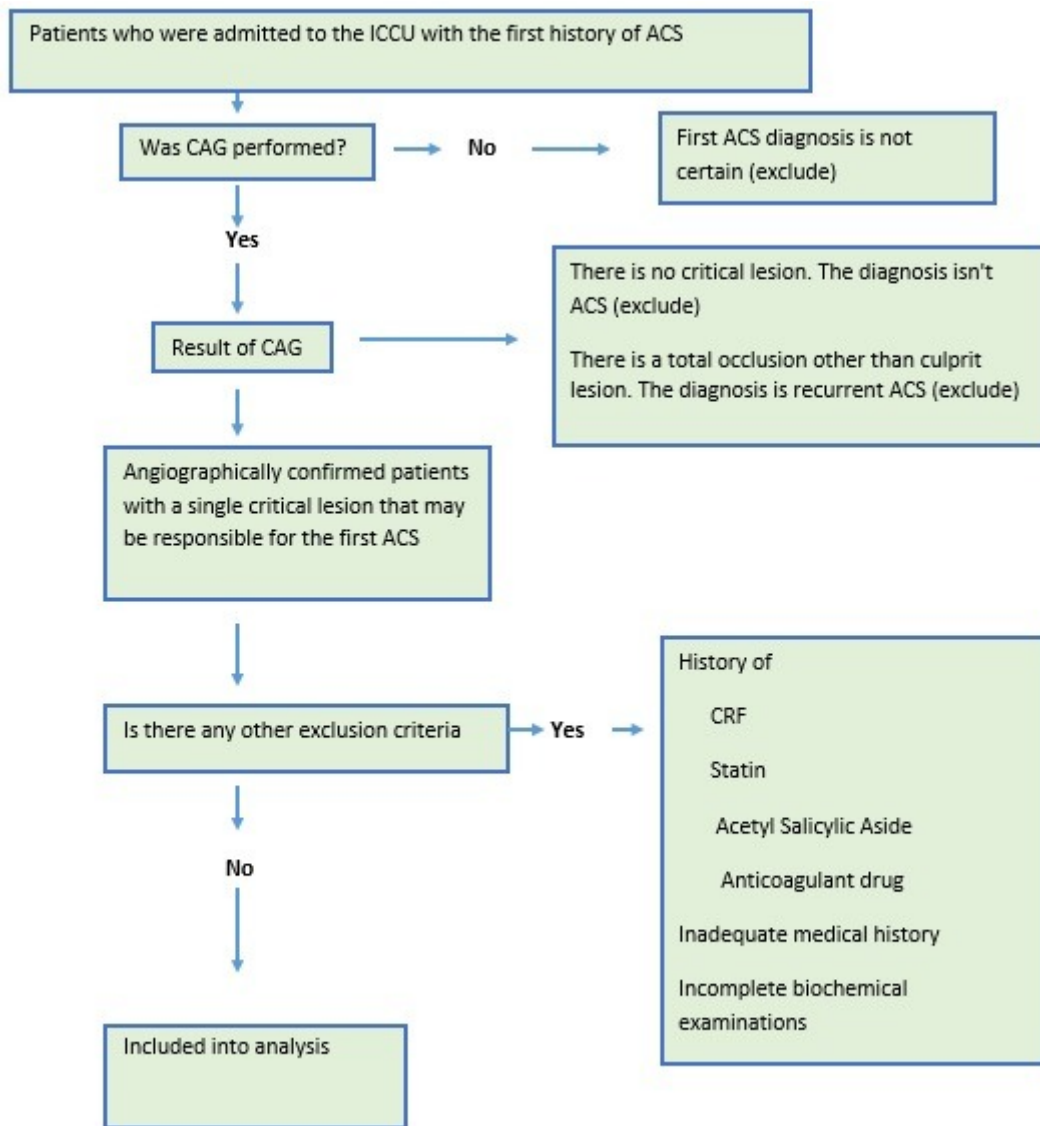 Patients who were admitted to the ICCU with the first history of ACS
Was CAG performed?
No
First ACS diagnosis is not
certain (exclude)
Yes
Result of CAG
There is no critical lesion. The diagnosis isn't
ACS (exclude)
There is a total occlusion other than culprit
lesion. The diagnosis is recurrent ACS (exclude)
Angiographically confirmed patients
with a single critical lesion that may
be responsible for the first ACS
Is there any other exclusion criteria
Yes
History of
CRF
Statin
Acetyl Salicylic Aside
Anticoagulant drug
Inadequate medical history
Incomplete biochemical
examinations
No
Included into analysis